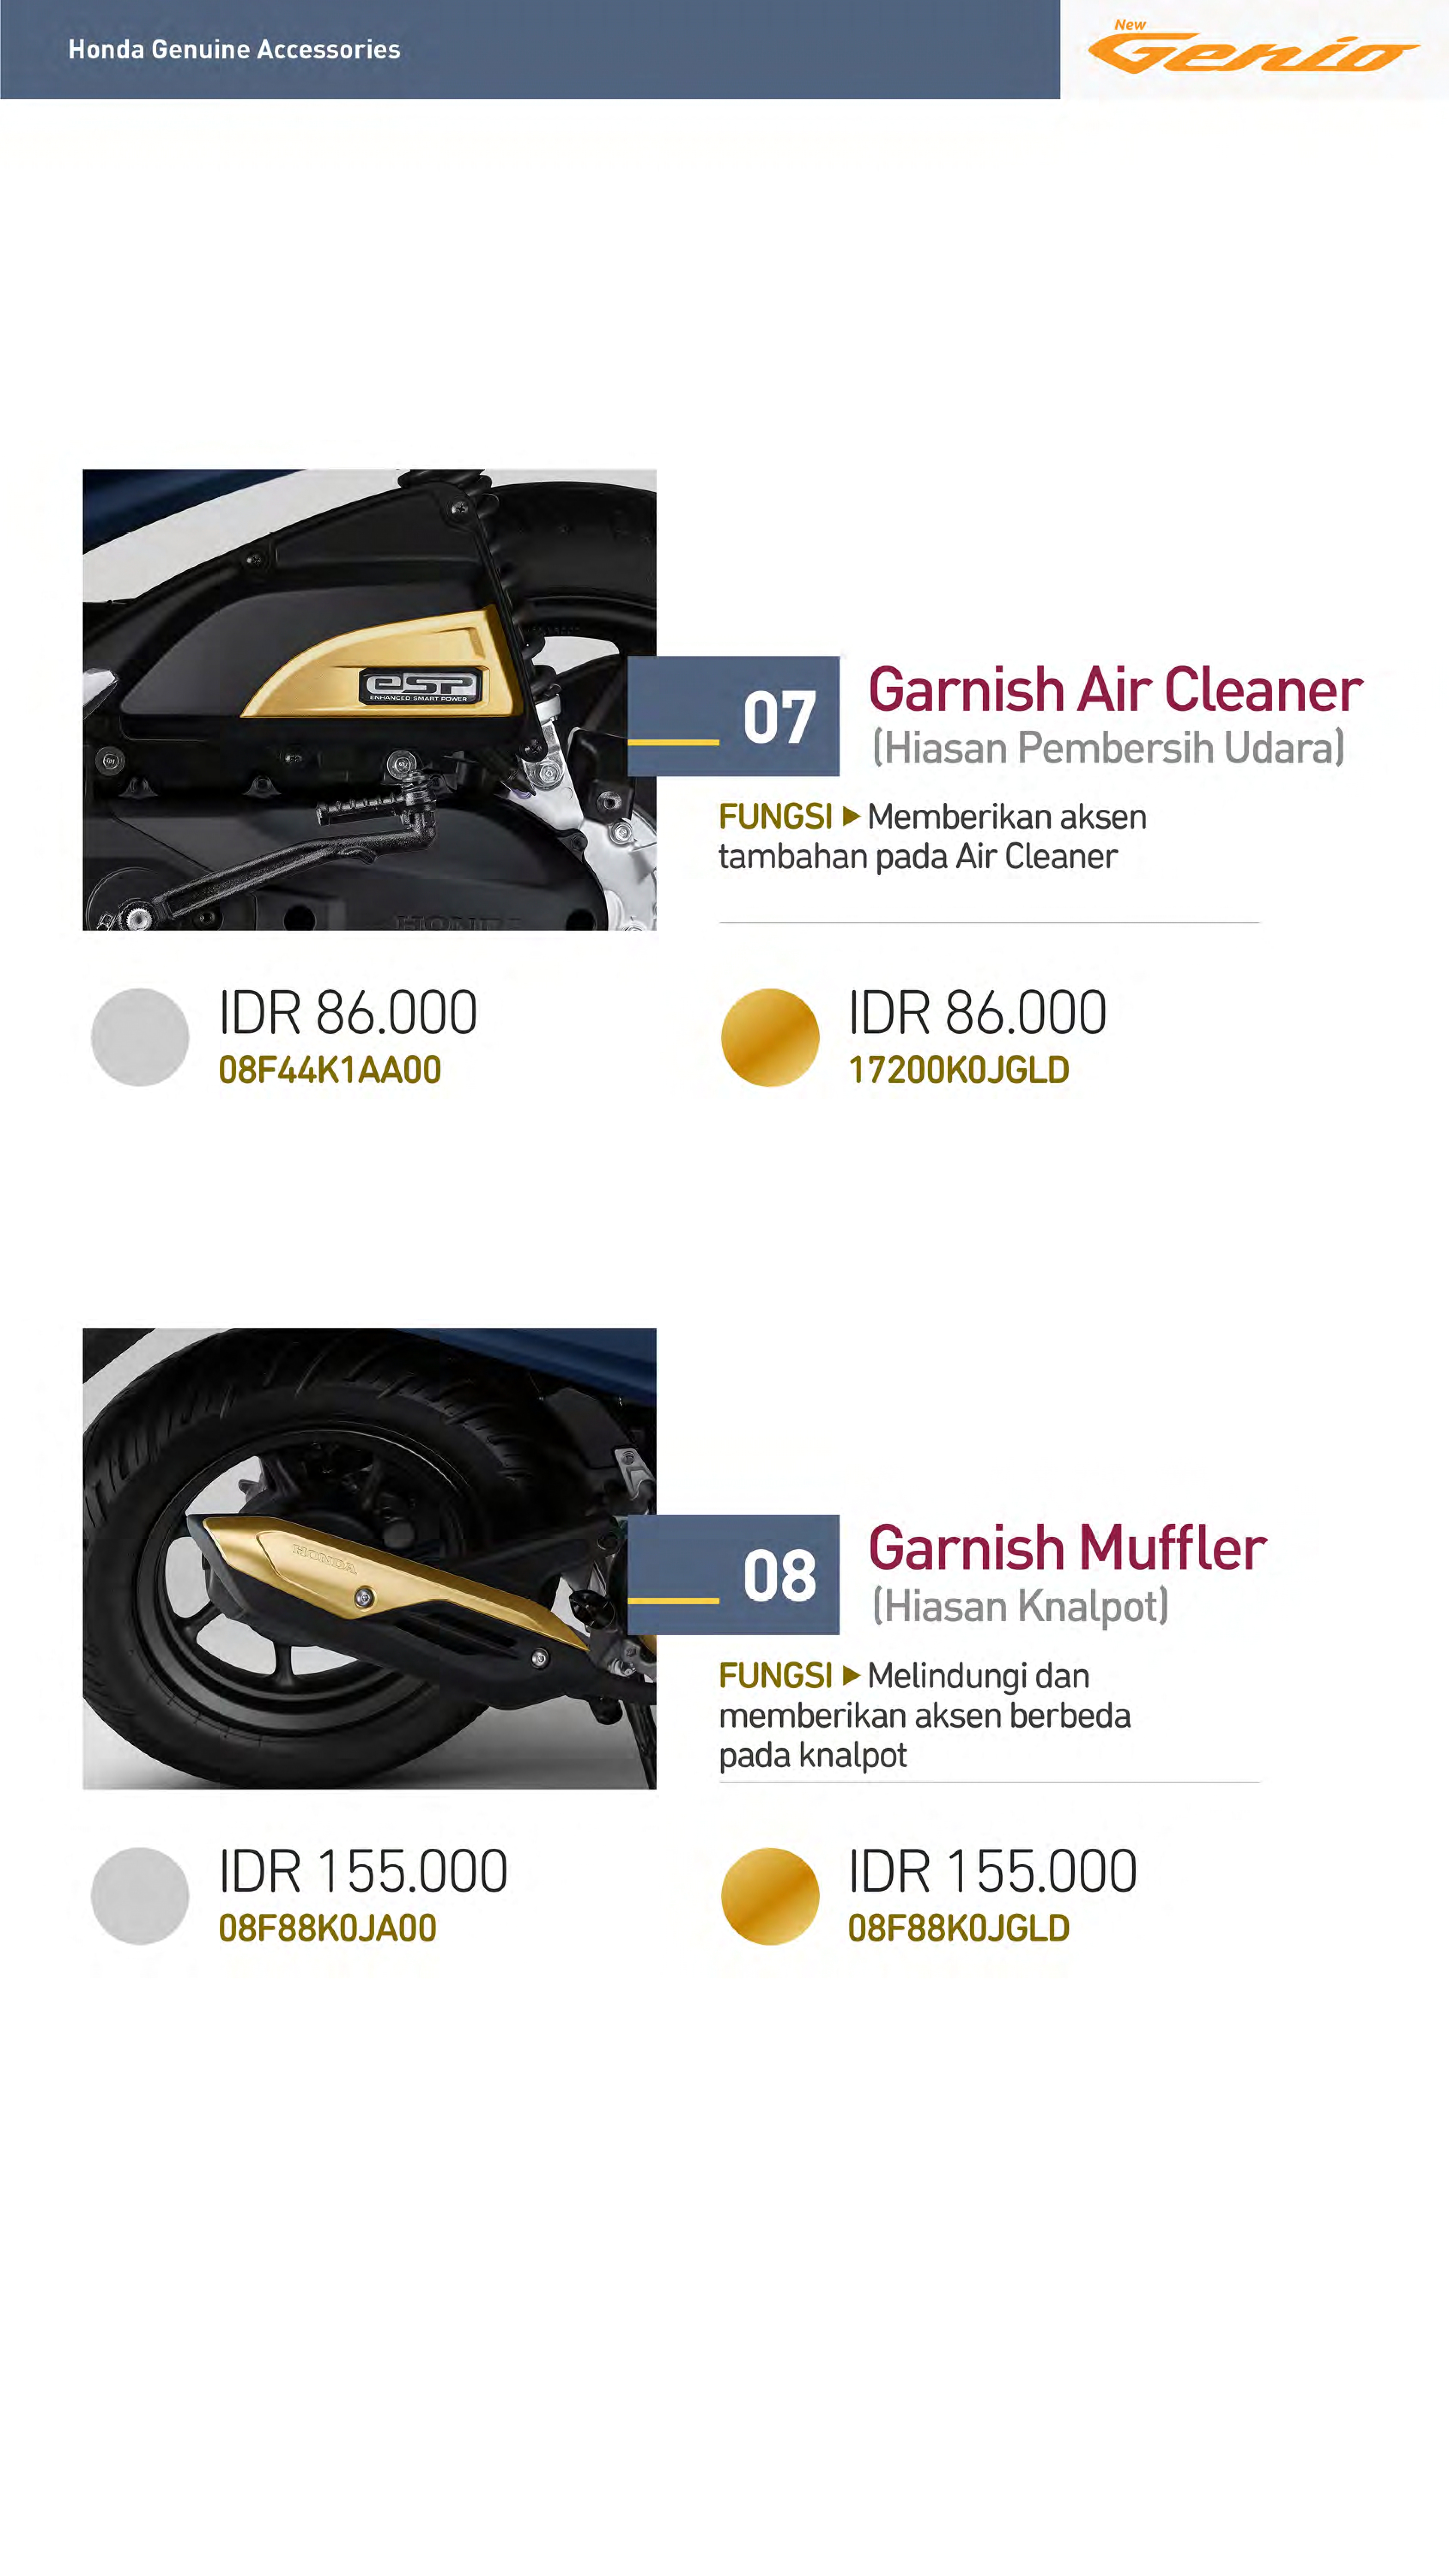 Honda Genuine Accessories
New
Genio
eSP
ENHANCED SMART POWER
HONDA
07
Garnish Air Cleaner
(Hiasan Pembersih Udara)
FUNGSI ▶ Memberikan aksen
tambahan pada Air Cleaner
IDR 86.000
08F44K1AA00
IDR 86.000
17200K0JGLD
HONDA
08
Garnish Muffler
(Hiasan Knalpot)
FUNGSI ▶ Melindungi dan
memberikan aksen berbeda
pada knalpot
IDR 155.000
08F88K0JA00
IDR 155.000
08F88K0JGLD